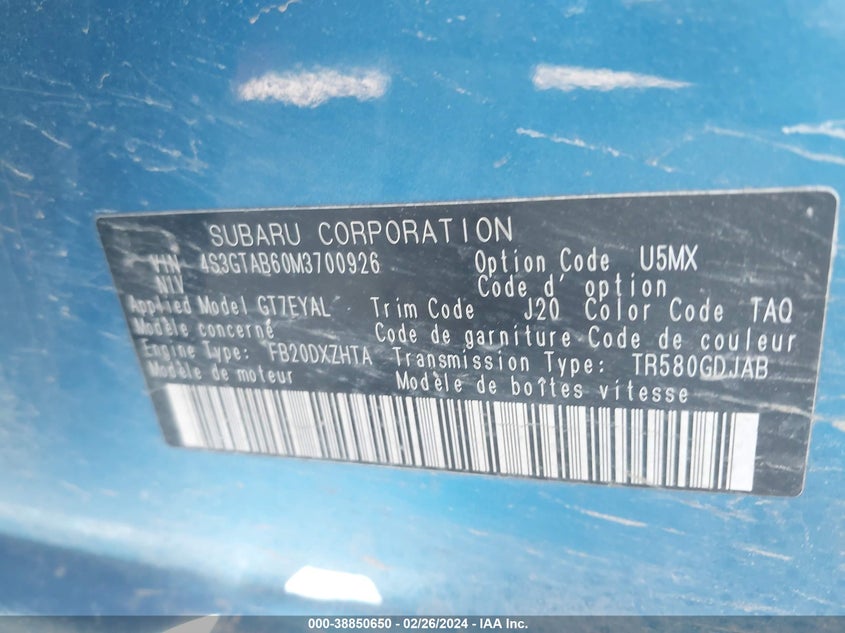 SUBARU CORPORATION
VIN 4S3GTAB60M3700926 Option Code U5MX
NIV Code d' option
Applied Model GT7EYAL Trim Code J20 Color Code TAQ
Modèle concerné Code de garniture Code de couleur
Engine Type: FB20DXZHTA Transmission Type: TR580GDJAB
Modèle de moteur Modèle de boîtes vitesse
000-38850650 - 02/26/2024 - IAA Inc.